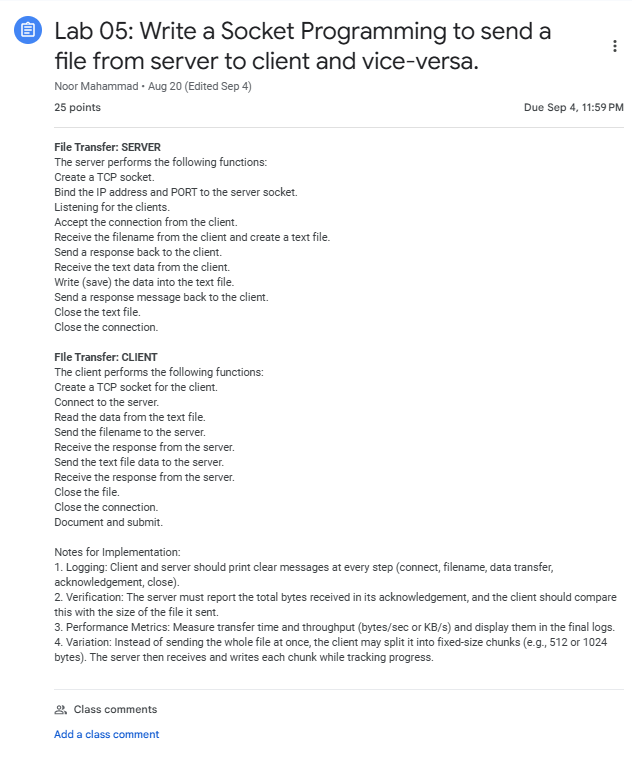 Lab 05: Write a Socket Programming to send a
file from server to client and vice-versa.
Noor Mahammad • Aug 20 (Edited Sep 4)
25 points
Due Sep 4, 11:59 PM
File Transfer: SERVER
The server performs the following functions:
Create a TCP socket.
Bind the IP address and PORT to the server socket.
Listening for the clients.
Accept the connection from the client.
Receive the filename from the client and create a text file.
Send a response back to the client.
Receive the text data from the client.
Write (save) the data into the text file.
Send a response message back to the client.
Close the text file.
Close the connection.
FIle Transfer: CLIENT
The client performs the following functions:
Create a TCP socket for the client.
Connect to the server.
Read the data from the text file.
Send the filename to the server.
Receive the response from the server.
Send the text file data to the server.
Receive the response from the server.
Close the file.
Close the connection.
Document and submit.
Notes for Implementation:
1. Logging: Client and server should print clear messages at every step (connect, filename, data transfer,
acknowledgement, close).
2. Verification: The server must report the total bytes received in its acknowledgement, and the client should compare
this with the size of the file it sent.
3. Performance Metrics: Measure transfer time and throughput (bytes/sec or KB/s) and display them in the final logs.
4. Variation: Instead of sending the whole file at once, the client may split it into fixed-size chunks (e.g., 512 or 1024
bytes). The server then receives and writes each chunk while tracking progress.
Class comments
Add a class comment